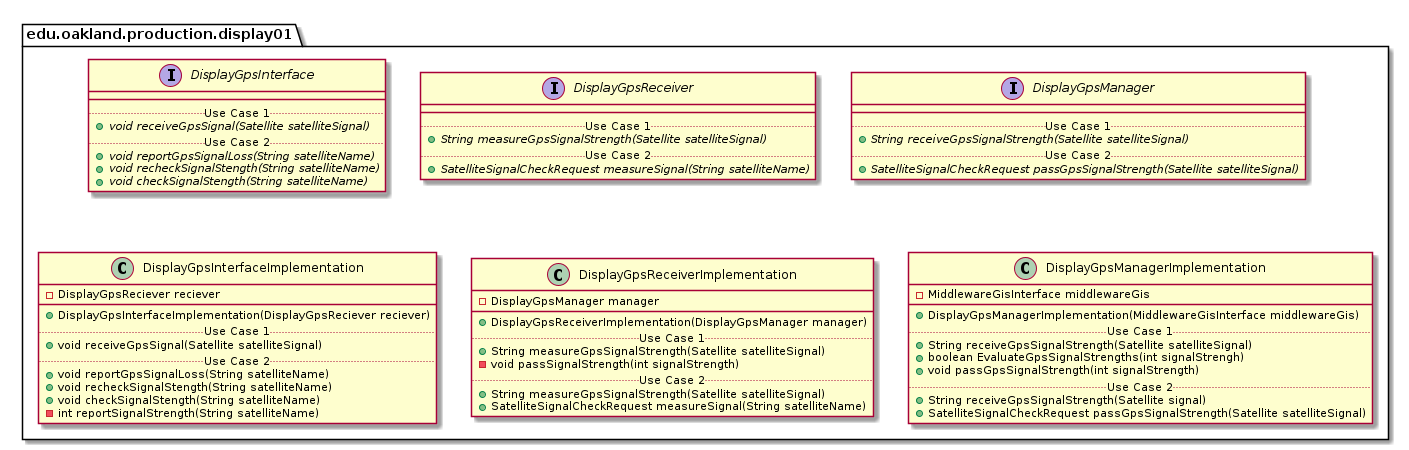 edu.oakland.production.display01
I DisplayGpsInterface
Use Case 1
void receiveGpsSignal(Satellite satelliteSignal)
Use Case 2
void reportGpsSignalLoss(String satelliteName)
void recheckSignalStength(String satelliteName)
void checkSignalStength(String satelliteName)
I DisplayGpsReceiver
Use Case 1
String measureGpsSignalStrength(Satellite satelliteSignal)
Use Case 2
SatelliteSignalCheckRequest measureSignal(String satelliteName)
I DisplayGpsManager
Use Case 1
String receiveGpsSignalStrength(Satellite satelliteSignal)
Use Case 2
SatelliteSignalCheckRequest passGpsSignalStrength(Satellite satelliteSignal)
C DisplayGpsInterfaceImplementation
DisplayGpsReciever reciever
DisplayGpsInterfaceImplementation(DisplayGpsReciever reciever)
Use Case 1
void receiveGpsSignal(Satellite satelliteSignal)
Use Case 2
void reportGpsSignalLoss(String satelliteName)
void recheckSignalStength(String satelliteName)
void checkSignalStength(String satelliteName)
int reportSignalStrength(String satelliteName)
C DisplayGpsReceiverImplementation
DisplayGpsManager manager
DisplayGpsReceiverImplementation(DisplayGpsManager manager)
Use Case 1
String measureGpsSignalStrength(Satellite satelliteSignal)
void passSignalStrength(int signalStrength)
Use Case 2
String measureGpsSignalStrength(Satellite satelliteSignal)
SatelliteSignalCheckRequest measureSignal(String satelliteName)
C DisplayGpsManagerImplementation
MiddlewareGisInterface middlewareGis
DisplayGpsManagerImplementation(MiddlewareGisInterface middlewareGis)
Use Case 1
String receiveGpsSignalStrength(Satellite satelliteSignal)
boolean EvaluateGpsSignalStrengths(int signalStrengh)
void passGpsSignalStrength(int signalStrength)
Use Case 2
String receiveGpsSignalStrength(Satellite signal)
SatelliteSignalCheckRequest passGpsSignalStrength(Satellite satelliteSignal)